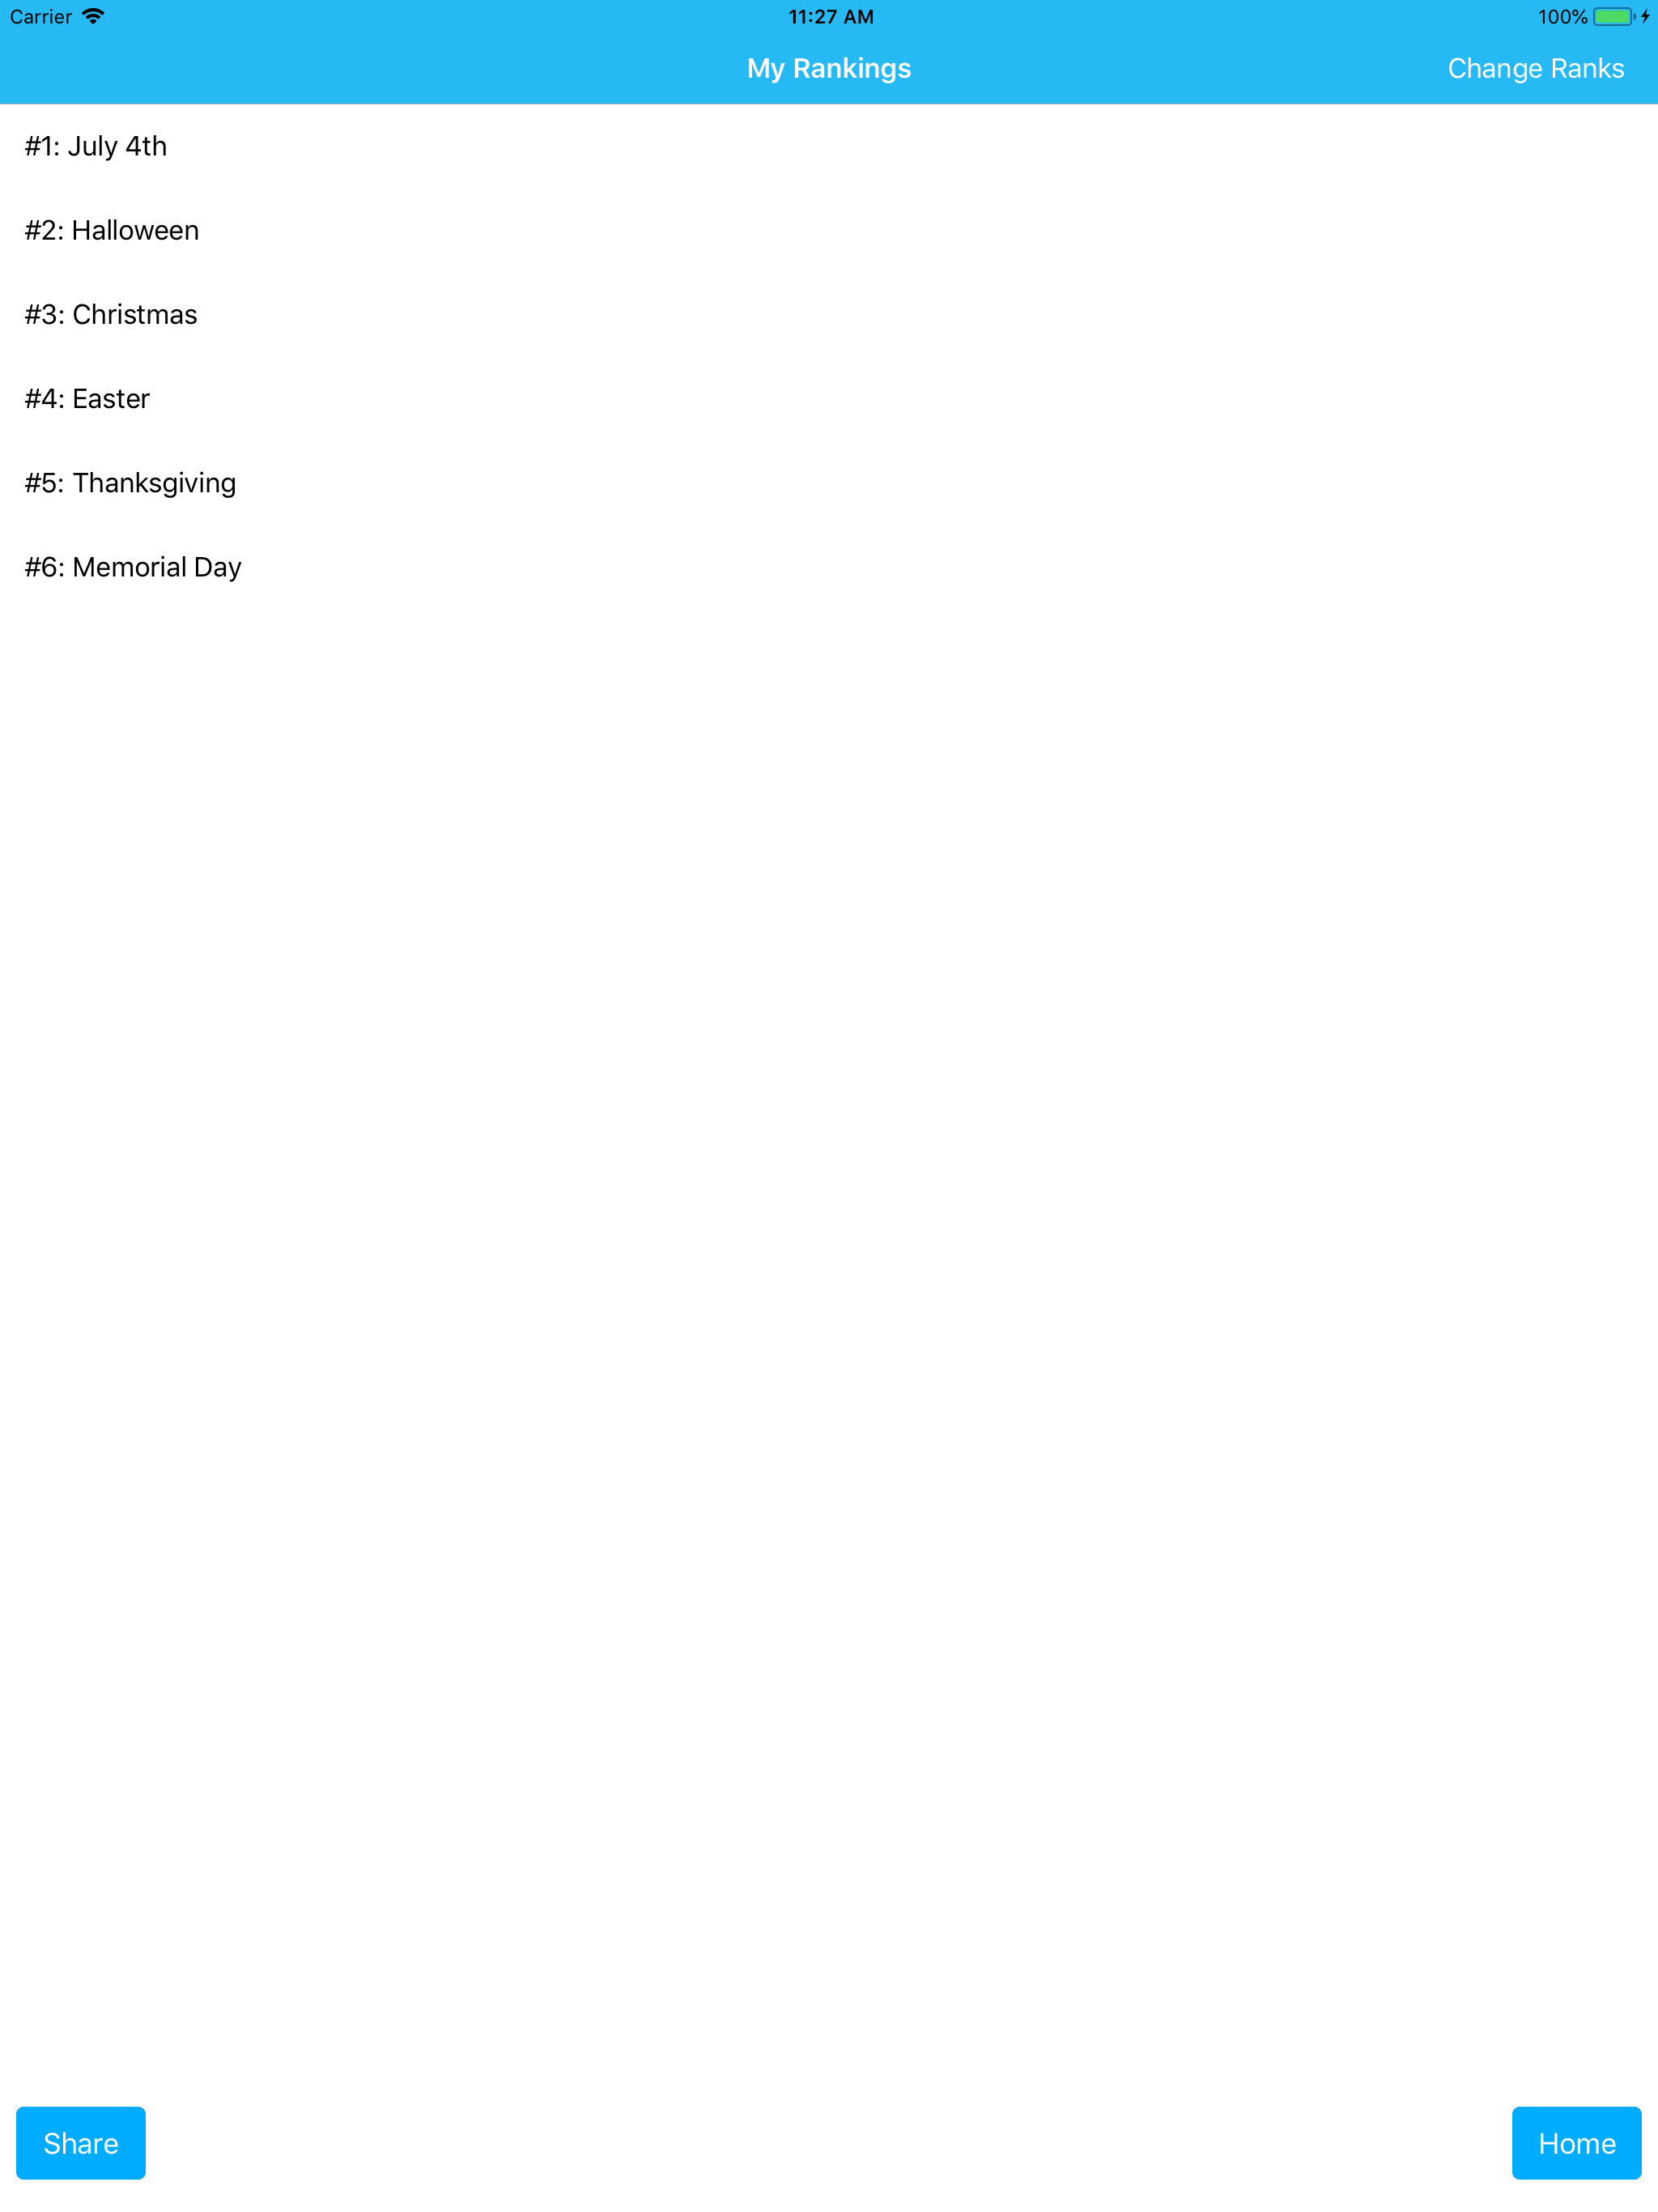 Carrier 11:27 AM 100%
My Rankings Change Ranks
#1: July 4th
#2: Halloween
#3: Christmas
#4: Easter
#5: Thanksgiving
#6: Memorial Day
Share Home